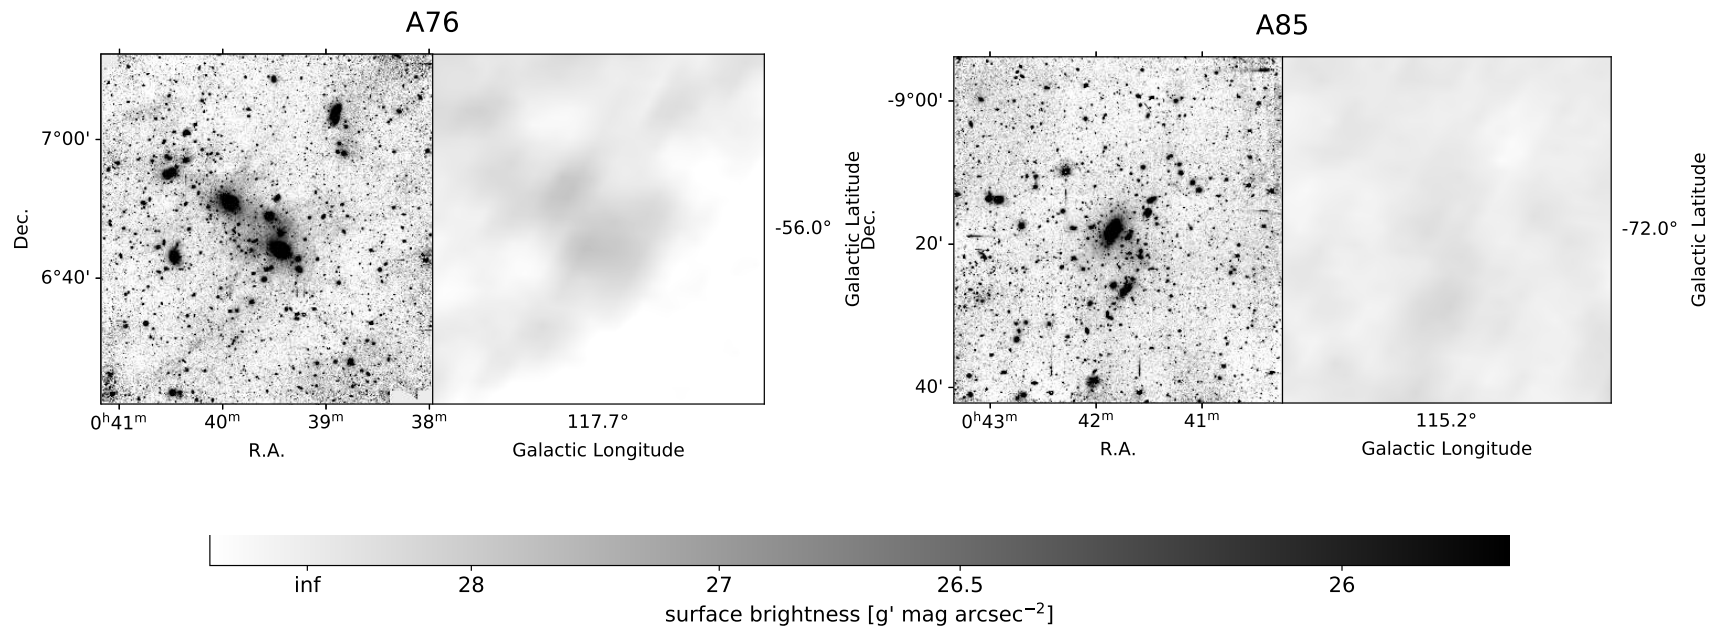 A76
A85
7°00'
6°40'
Dec.
0ʰ41ᵐ 40ᵐ 39ᵐ 38ᵐ
R.A.
117.7°
Galactic Longitude
-56.0°
Galactic Latitude
-9°00'
20'
40'
Dec.
0ʰ43ᵐ 42ᵐ 41ᵐ
R.A.
115.2°
Galactic Longitude
-72.0°
Galactic Latitude
inf 28 27 26.5 26
surface brightness [g' mag arcsec⁻²]